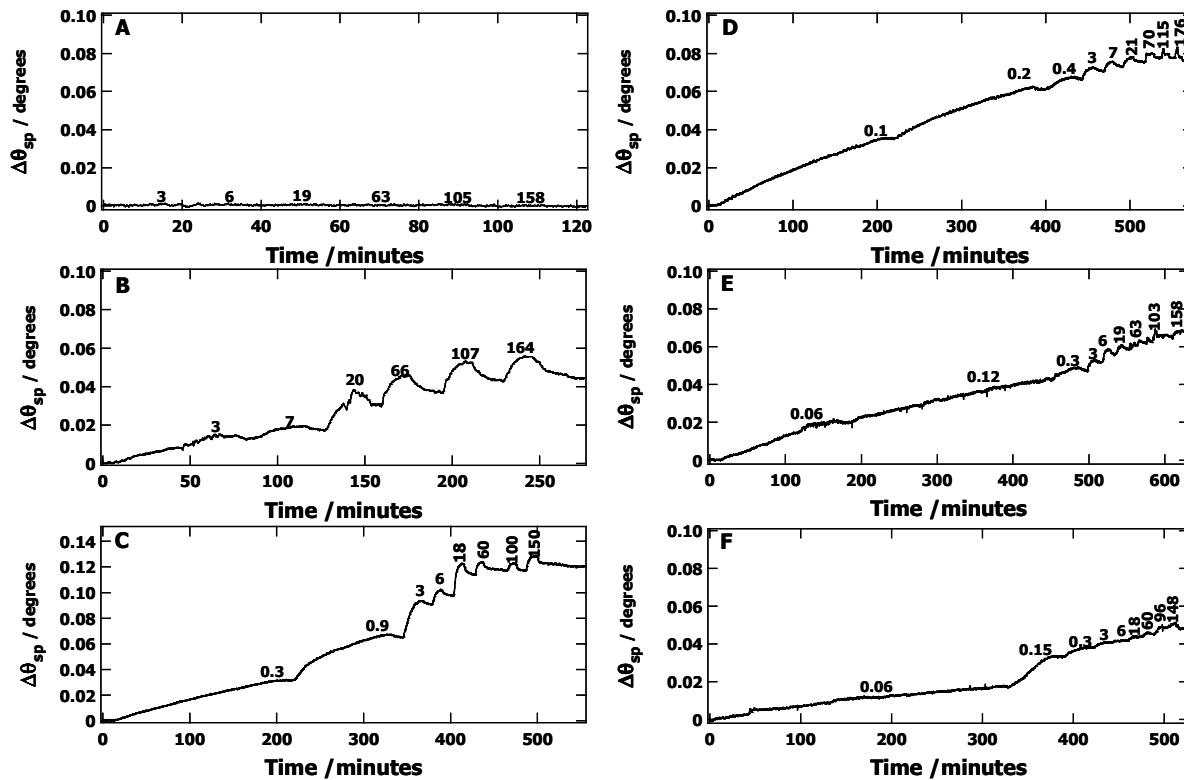 A
Δθsp / degrees
0.10
0.08
0.06
0.04
0.02
0
3 6 19 63 105 158
0 20 40 60 80 100 120
Time /minutes
B
Δθsp / degrees
0.10
0.08
0.06
0.04
0.02
0
3 7 20 66 107 164
50 100 150 200 250
Time /minutes
C
Δθsp / degrees
0.14
0.12
0.10
0.08
0.06
0.04
0.02
0
0.3 0.9 3 6 18 60 100 150
0 100 200 300 400 500
Time /minutes
D
Δθsp / degrees
0.10
0.08
0.06
0.04
0.02
0
0.1 0.2 0.4 3 7 21 70 115 176
0 100 200 300 400 500
Time /minutes
E
Δθsp / degrees
0.10
0.08
0.06
0.04
0.02
0
0.06 0.12 0.3 3 6 19 63 103 158
0 100 200 300 400 500 600
Time /minutes
F
Δθsp / degrees
0.10
0.08
0.06
0.04
0.02
0
0.06 0.15 0.3 3 6 18 60 96 148
0 100 200 300 400 500
Time /minutes